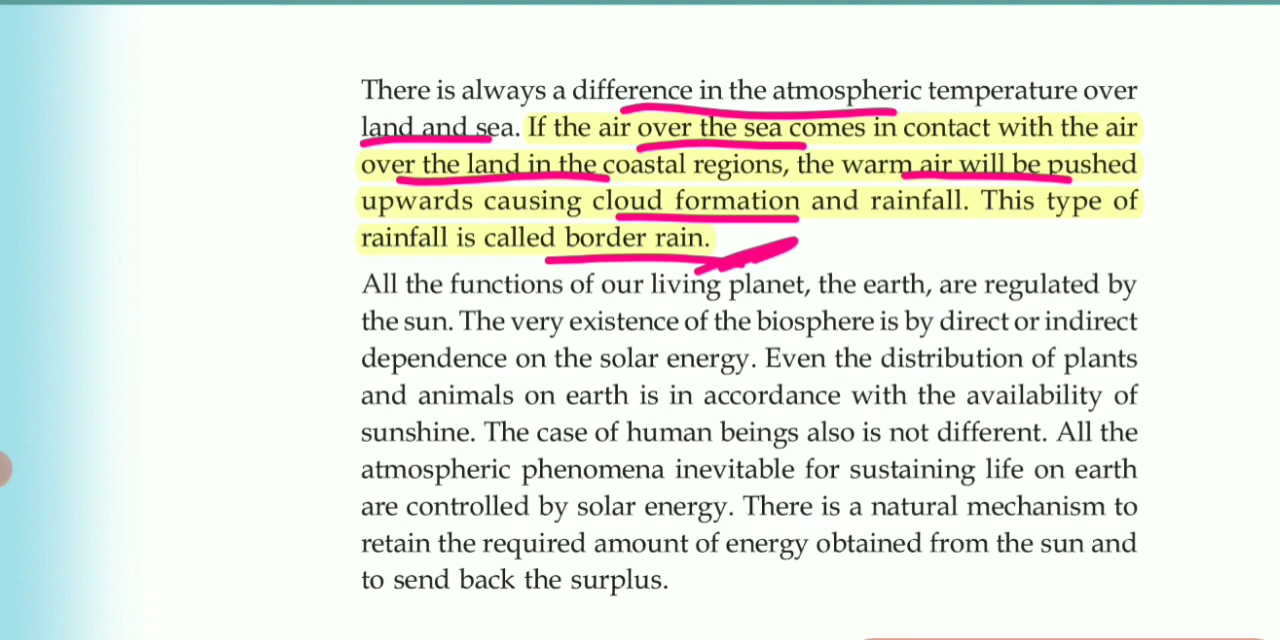 There is always a difference in the atmospheric temperature over
land and sea. If the air over the sea comes in contact with the air
over the land in the coastal regions, the warm air will be pushed
upwards causing cloud formation and rainfall. This type of
rainfall is called border rain.
All the functions of our living planet, the earth, are regulated by
the sun. The very existence of the biosphere is by direct or indirect
dependence on the solar energy. Even the distribution of plants
and animals on earth is in accordance with the availability of
sunshine. The case of human beings also is not different. All the
atmospheric phenomena inevitable for sustaining life on earth
are controlled by solar energy. There is a natural mechanism to
retain the required amount of energy obtained from the sun and
to send back the surplus.